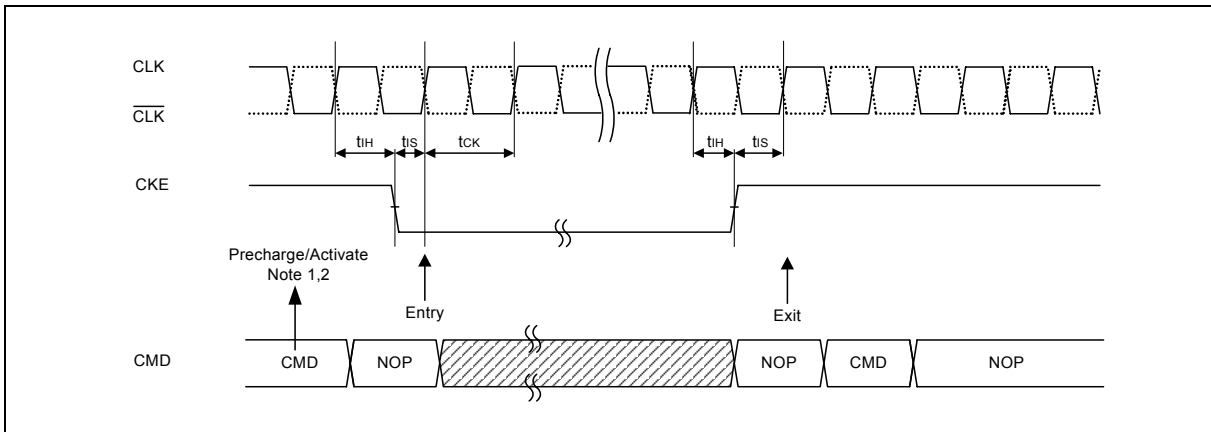 CLK
CLK
tIH tIS tCK tIH tIS
CKE
Precharge/Activate
Note 1,2
Entry
Exit
CMD CMD NOP NOP CMD NOP